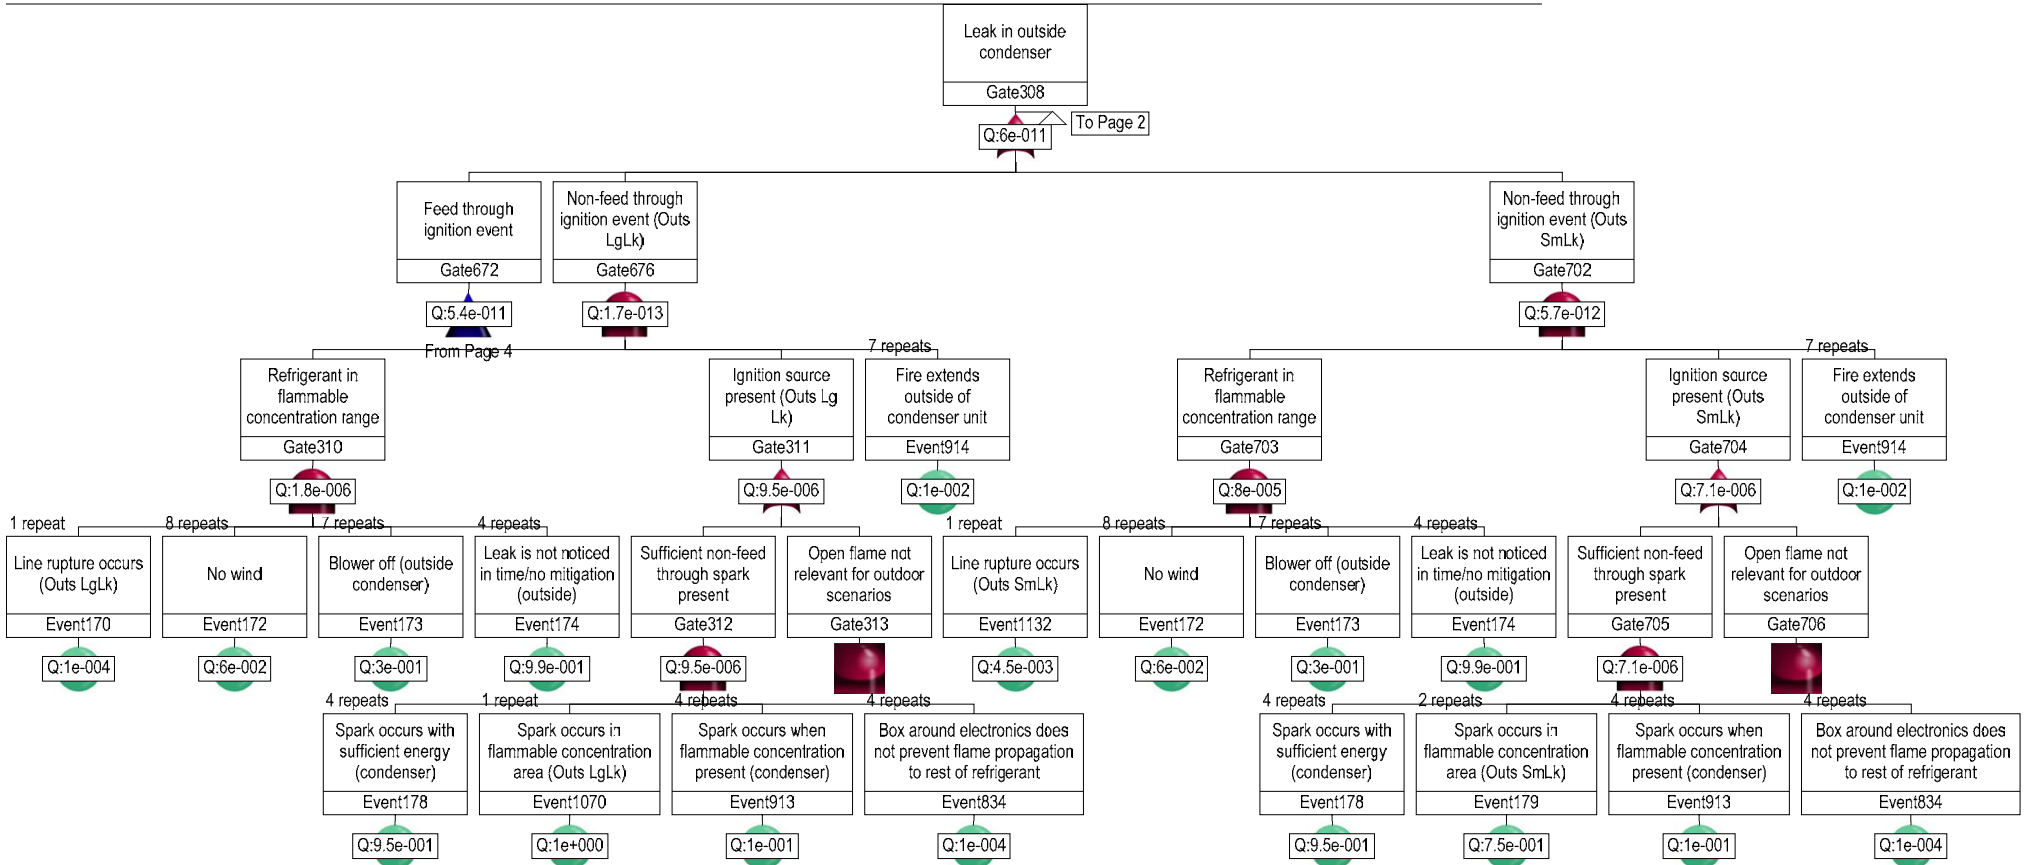 Leak in outside
condenser
Gate308
To Page 2
Q:6e-011
Feed through
ignition event
Gate672
Q:5.4e-011
From Page 4
Non-feed through
ignition event (Outs
LgLk)
Gate676
Q:1.7e-013
Non-feed through
ignition event (Outs
SmLk)
Gate702
Q:5.7e-012
Refrigerant in
flammable
concentration range
Gate310
Q:1.8e-006
Ignition source
present (Outs Lg
Lk)
Gate311
Q:9.5e-006
7 repeats
Fire extends
outside of
condenser unit
Event914
Q:1e-002
Refrigerant in
flammable
concentration range
Gate703
Q:8e-005
Ignition source
present (Outs
SmLk)
Gate704
Q:7.1e-006
7 repeats
Fire extends
outside of
condenser unit
Event914
Q:1e-002
1 repeat
Line rupture occurs
(Outs LgLk)
Event170
Q:1e-004
8 repeats
No wind
Event172
Q:6e-002
7 repeats
Blower off (outside
condenser)
Event173
Q:3e-001
4 repeats
Leak is not noticed
in time/no mitigation
(outside)
Event174
Q:9.9e-001
Sufficient non-feed
through spark
present
Gate312
Q:9.5e-006
Open flame not
relevant for outdoor
scenarios
Gate313
1 repeat
Line rupture occurs
(Outs SmLk)
Event1132
Q:4.5e-003
8 repeats
No wind
Event172
Q:6e-002
7 repeats
Blower off (outside
condenser)
Event173
Q:3e-001
4 repeats
Leak is not noticed
in time/no mitigation
(outside)
Event174
Q:9.9e-001
Sufficient non-feed
through spark
present
Gate705
Q:7.1e-006
Open flame not
relevant for outdoor
scenarios
Gate706
4 repeats
Spark occurs with
sufficient energy
(condenser)
Event178
Q:9.5e-001
1 repeat
Spark occurs in
flammable concentration
area (Outs LgLk)
Event1070
Q:1e+000
4 repeats
Spark occurs when
flammable concentration
present (condenser)
Event913
Q:1e-001
4 repeats
Box around electronics does
not prevent flame propagation
to rest of refrigerant
Event834
Q:1e-004
4 repeats
Spark occurs with
sufficient energy
(condenser)
Event178
Q:9.5e-001
2 repeats
Spark occurs in
flammable concentration
area (Outs SmLk)
Event179
Q:7.5e-001
4 repeats
Spark occurs when
flammable concentration
present (condenser)
Event913
Q:1e-001
4 repeats
Box around electronics does
not prevent flame propagation
to rest of refrigerant
Event834
Q:1e-004